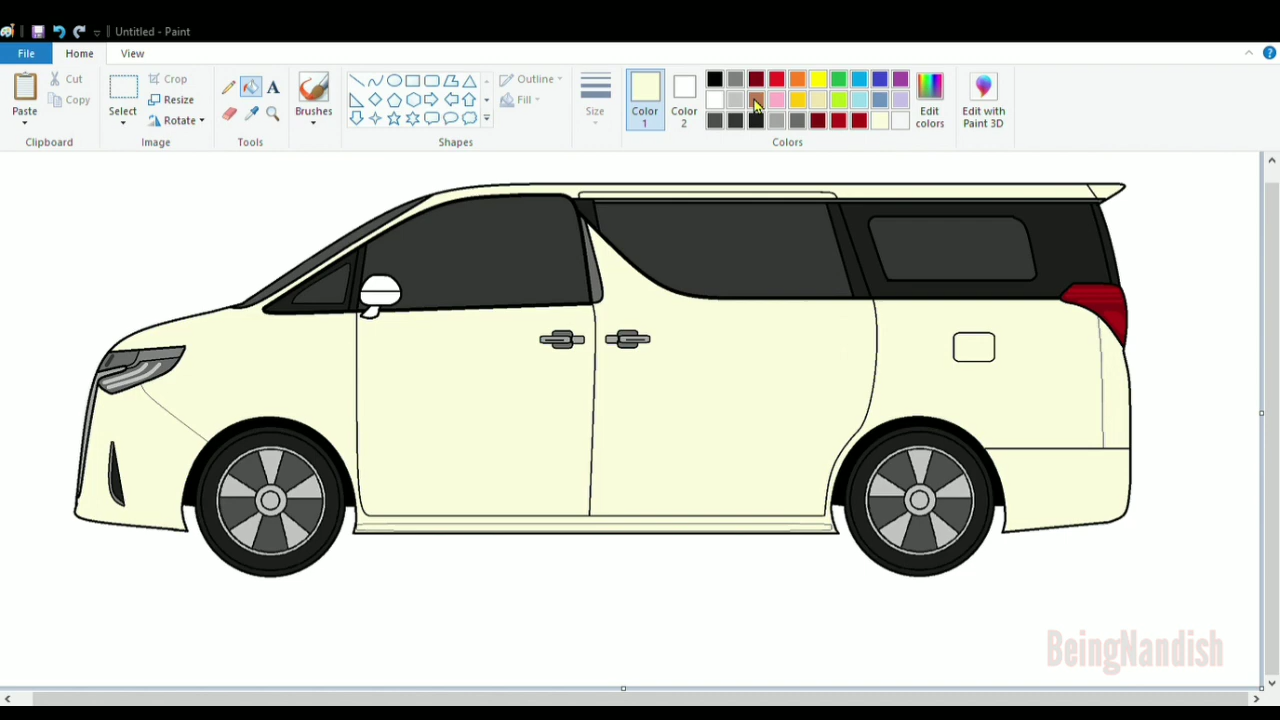 Untitled - Paint
File Home View
Paste
Cut
Copy
Select
Crop
Resize
Rotate
A
Brushes
Outline
Fill
Size
Color 1
Color 2
Edit colors
Edit with Paint 3D
Clipboard Image Tools Shapes Colors
BeingNandish